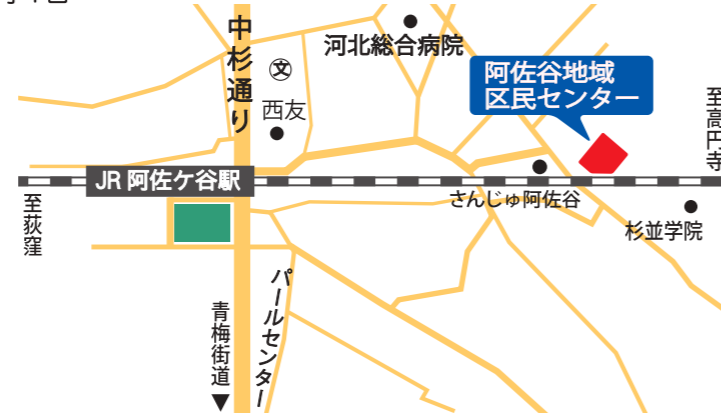 中杉通り
河北総合病院
文
西友
阿佐谷地域
区民センター
至高円寺
JR 阿佐ケ谷駅
さんじゅ阿佐谷
至荻窪
杉並学院
パールセンター
青梅街道
▼